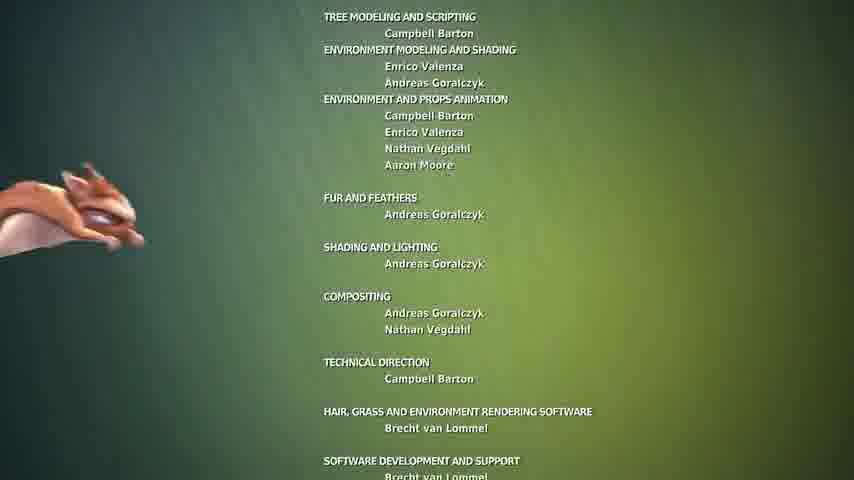 TREE MODELING AND SCRIPTING
Campbell Barton
ENVIRONMENT MODELING AND SHADING
Enrico Valenza
Andreas Goralczyk
ENVIRONMENT AND PROPS ANIMATION
Campbell Barton
Enrico Valenza
Nathan Vegdahl
Aaron Moore
FUR AND FEATHERS
Andreas Goralczyk
SHADING AND LIGHTING
Andreas Goralczyk
COMPOSITING
Andreas Goralczyk
Nathan Vegdahl
TECHNICAL DIRECTION
Campbell Barton
HAIR, GRASS AND ENVIRONMENT RENDERING SOFTWARE
Brecht van Lommel
SOFTWARE DEVELOPMENT AND SUPPORT
Brecht van Lommel